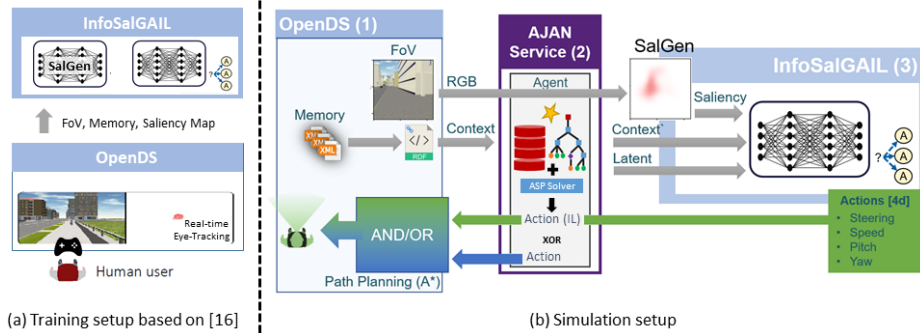 InfoSalGAIL
SalGen
?
A
A
A
FoV, Memory, Saliency Map
OpenDS
Real-time
Eye-Tracking
Human user
(a) Training setup based on [16]
OpenDS (1)
FoV
RGB
Memory
XML
RDF
Context
AND/OR
Path Planning (A*)
AJAN
Service (2)
Agent
ASP Solver
Action (IL)
XOR
Action
SalGen
InfoSalGAIL (3)
Saliency
Context`
Latent
?
A
A
A
Actions [4d]
• Steering
• Speed
• Pitch
• Yaw
(b) Simulation setup